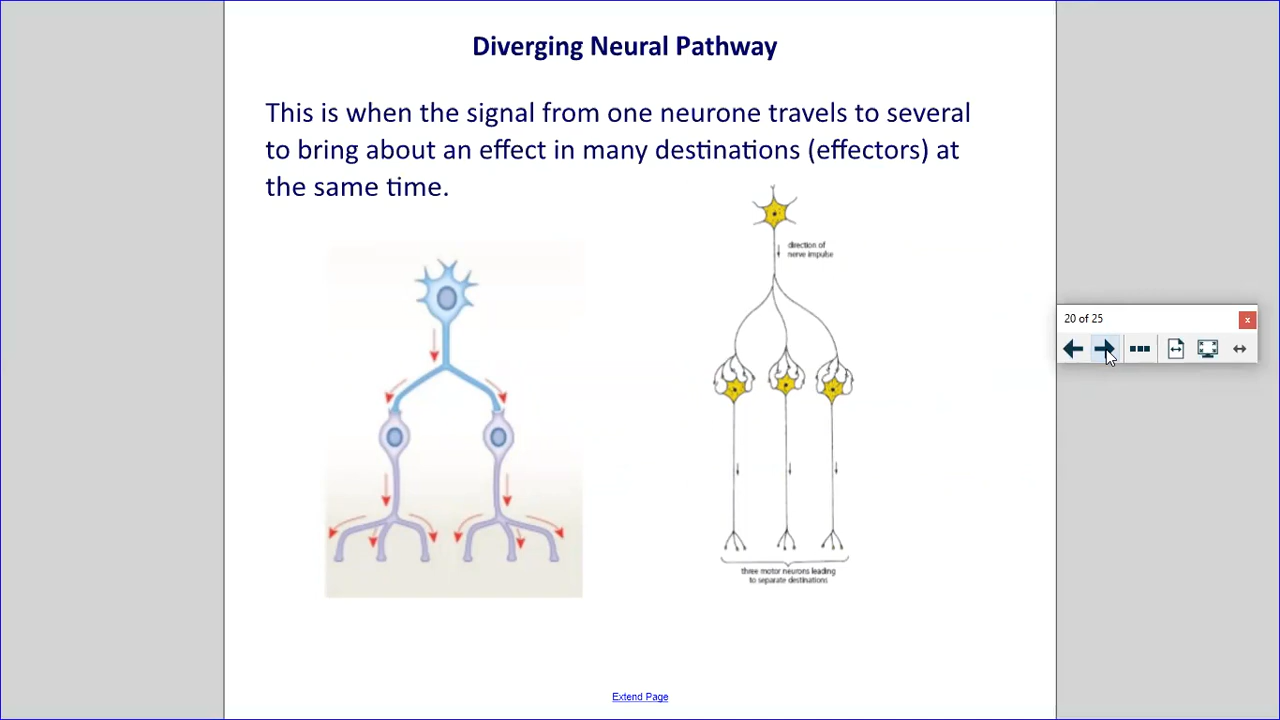 Diverging Neural Pathway
This is when the signal from one neurone travels to several
to bring about an effect in many destinations (effectors) at
the same time.
direction of
nerve impulse
three motor neurons leading
to separate destinations
20 of 25
x
Extend Page